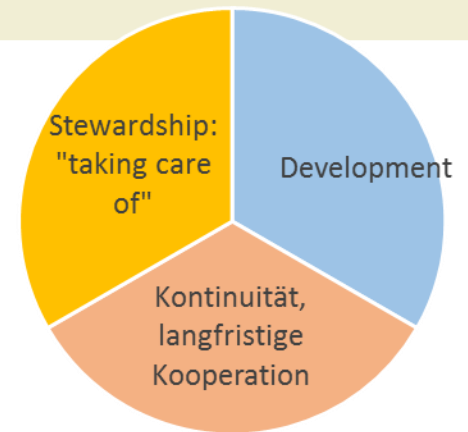 Stewardship:
"taking care
of"
Development
Kontinuität,
langfristige
Kooperation